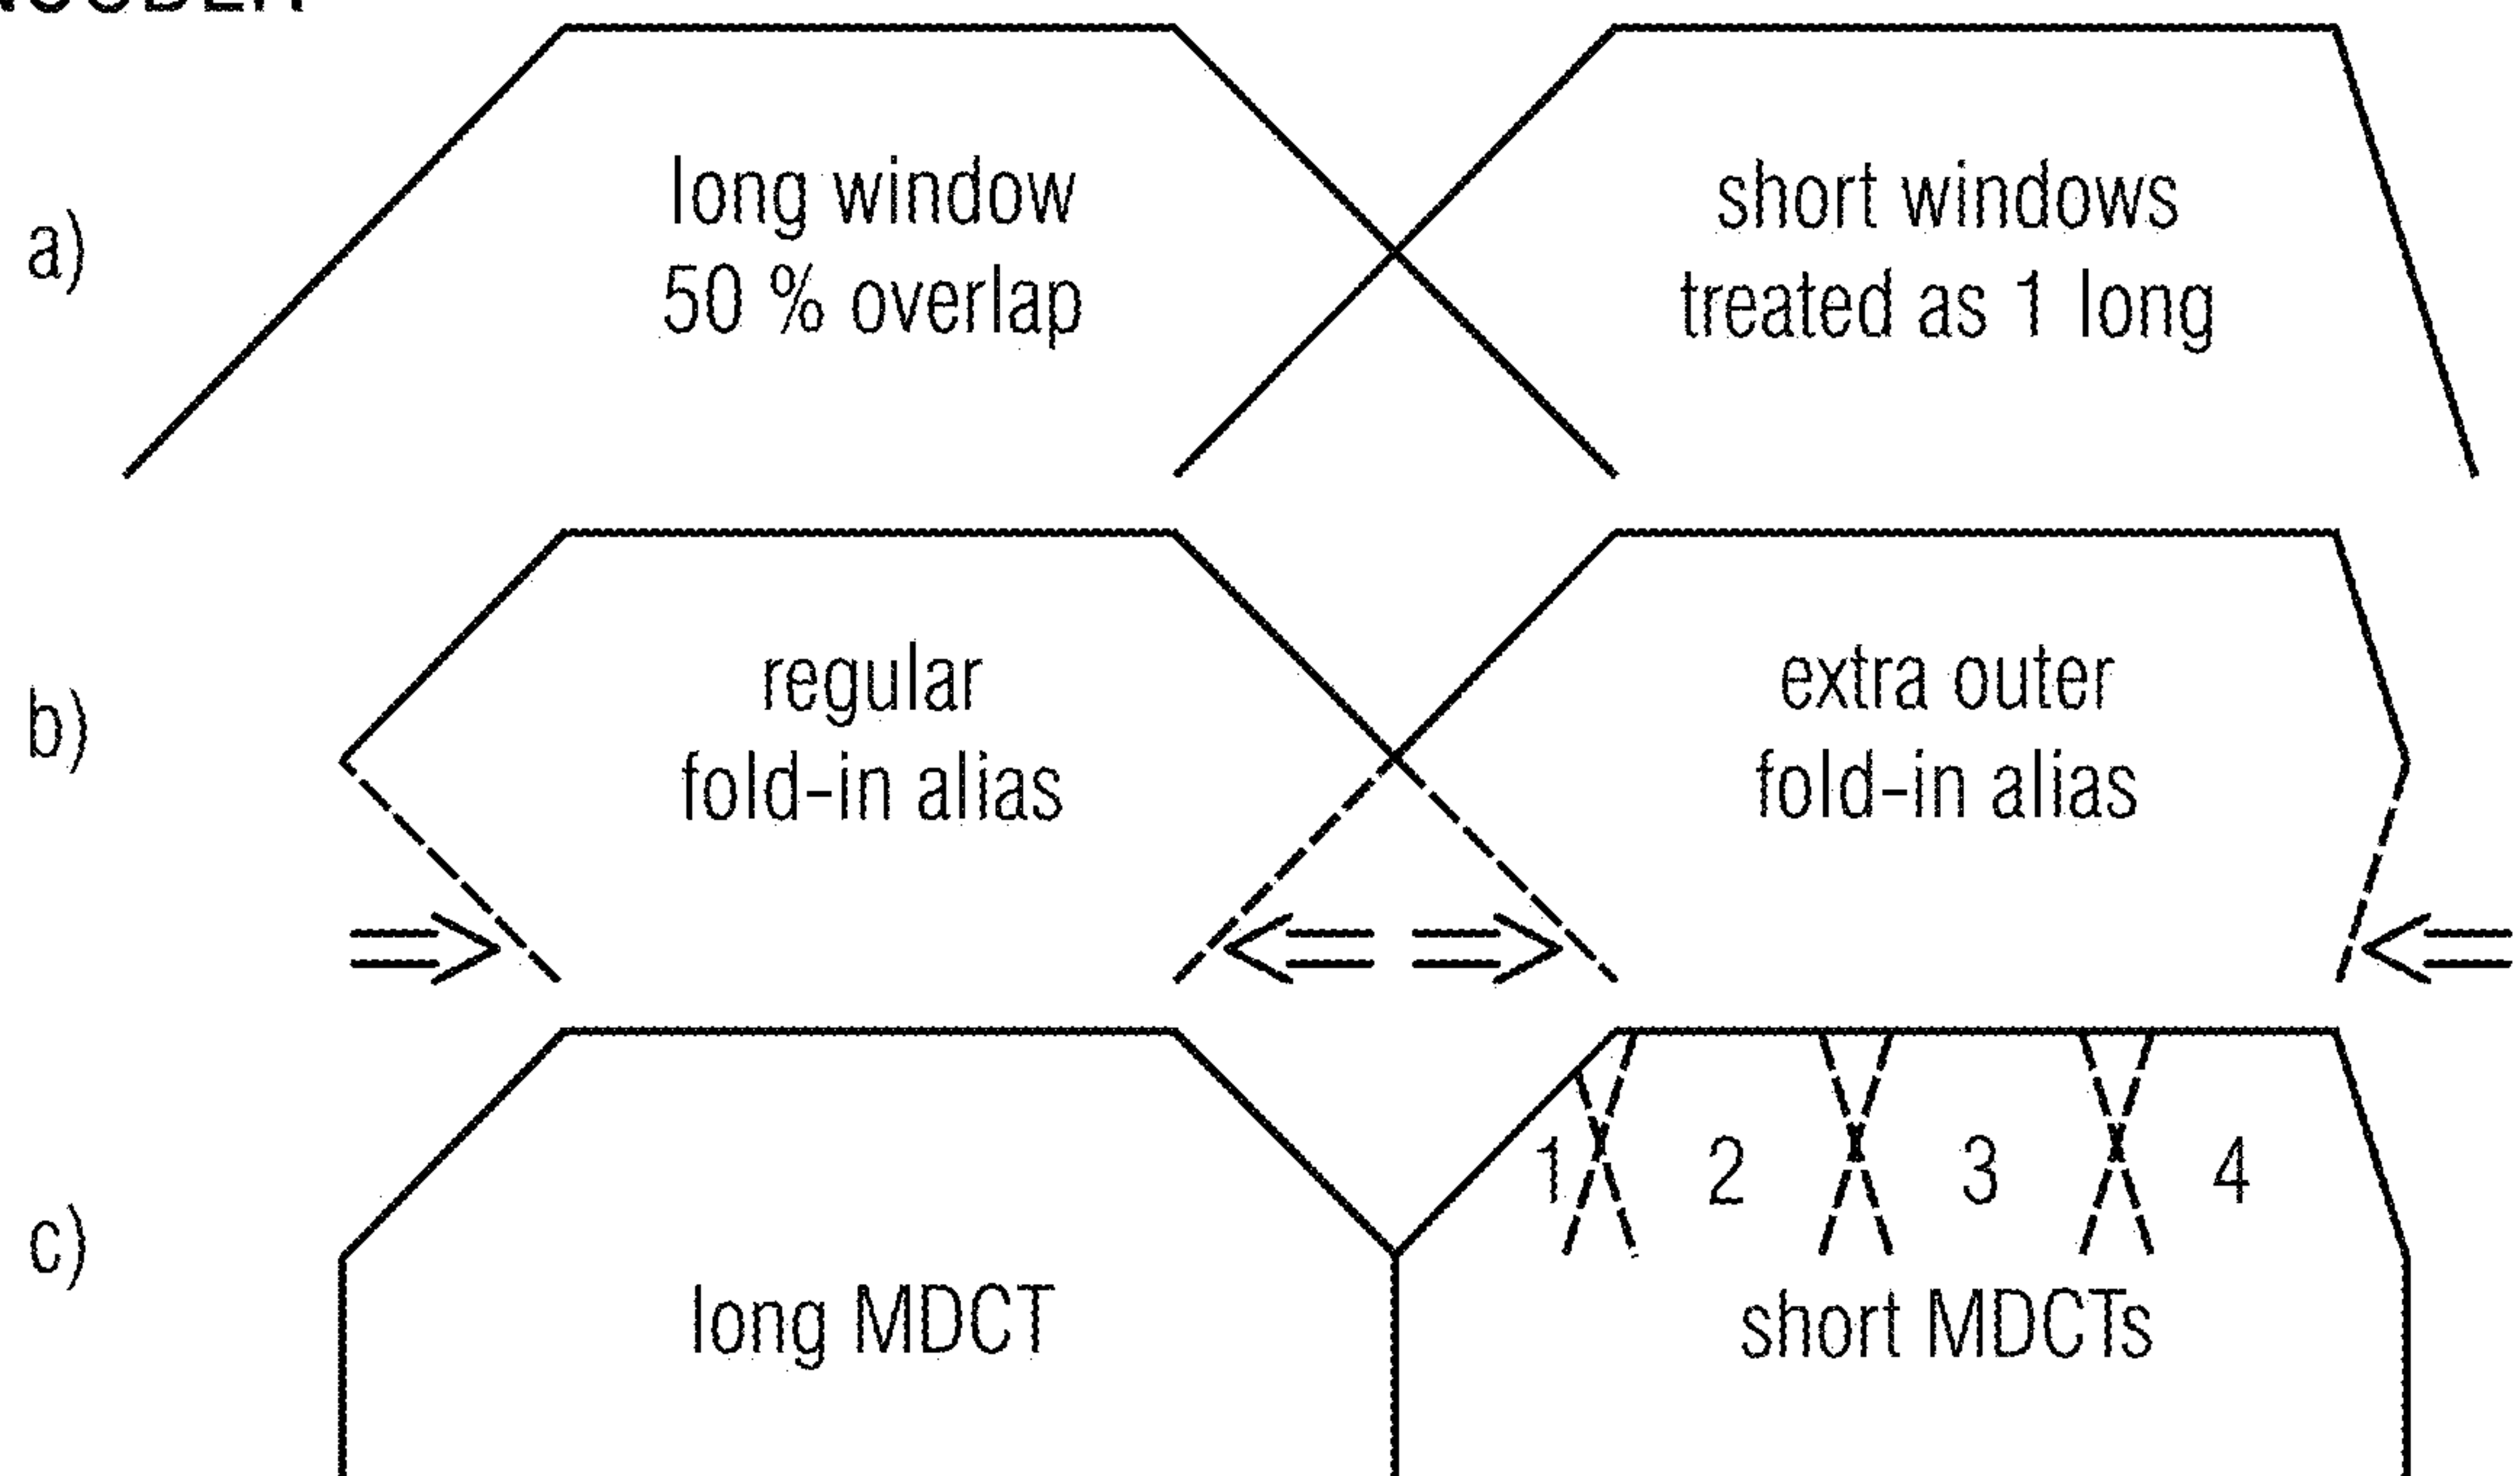 a)
long window
50 % overlap
short windows
treated as 1 long
b)
regular
fold-in alias
extra outer
fold-in alias
c)
1
2
3
4
long MDCT
short MDCTs